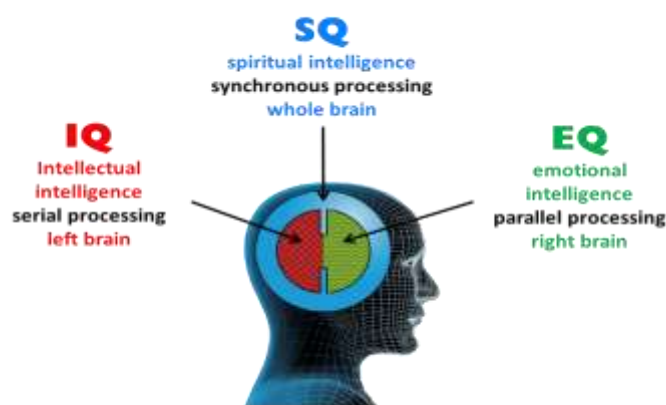 SQ
spiritual intelligence
synchronous processing
whole brain
IQ
Intellectual
intelligence
serial processing
left brain
EQ
emotional
intelligence
parallel processing
right brain